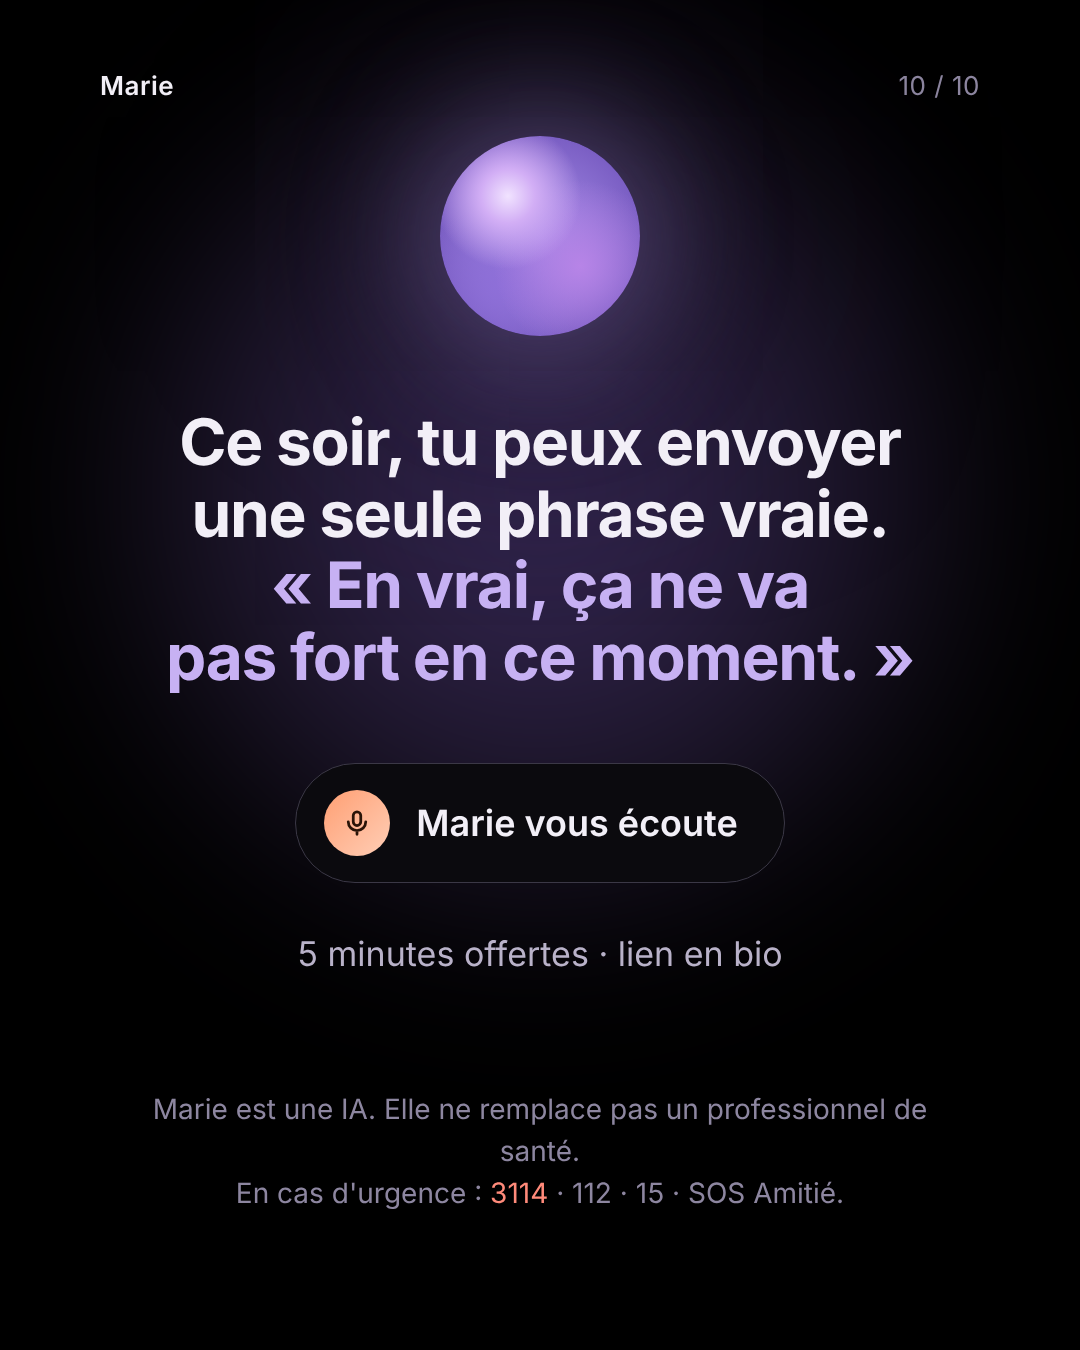 Marie
10 / 10
Ce soir, tu peux envoyer
une seule phrase vraie.
« En vrai, ça ne va
pas fort en ce moment. »
Marie vous écoute
5 minutes offertes · lien en bio
Marie est une IA. Elle ne remplace pas un professionnel de
santé.
En cas d'urgence : 3114 · 112 · 15 · SOS Amitié.